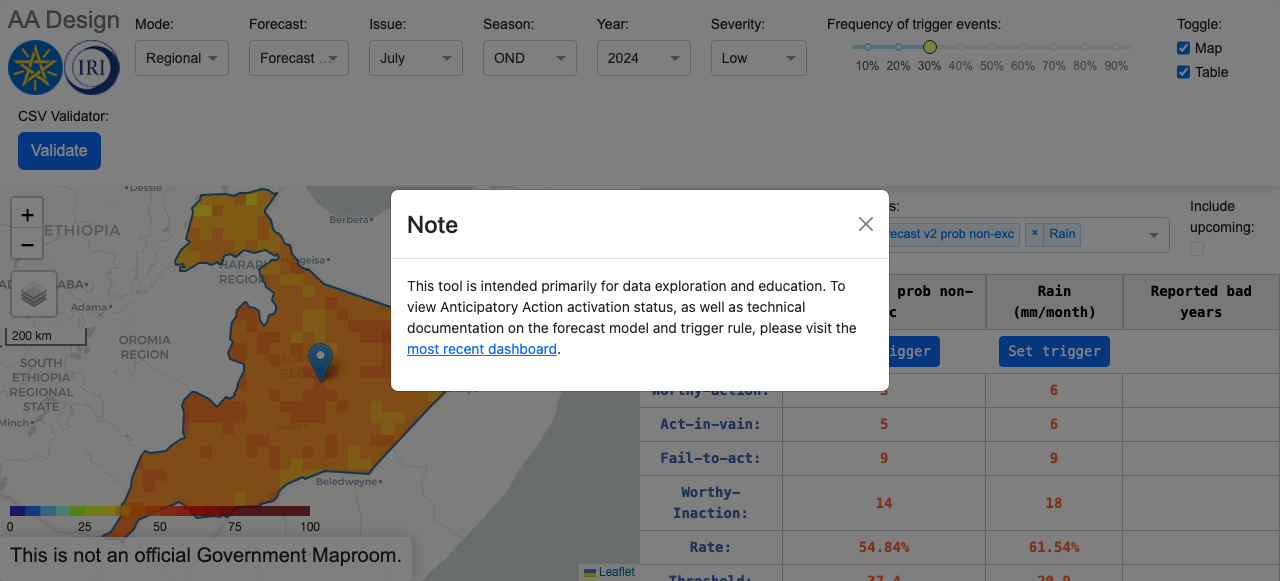 AA Design
Mode:
Forecast:
Issue:
Season:
Year:
Severity:
Frequency of trigger events:
Toggle:
Regional
Forecast ...
July
OND
2024
Low
10% 20% 30% 40% 50% 60% 70% 80% 90%
Map
Table
IRI
CSV Validator:
Validate
Dessie
Berbera
+
−
ETHIOPIA
HARARI
REGION
Hargeisa
ABA
Adama
200 km
OROMIA
REGION
SOUTH
ETHIOPIA
REGIONAL
STATE
Minch
Gode
Beledweyne
0 25 50 75 100
This is not an official Government Maproom.
Leaflet
Note
This tool is intended primarily for data exploration and education. To
view Anticipatory Action activation status, as well as technical
documentation on the forecast model and trigger rule, please visit the
most recent dashboard.
s:
ecast v2 prob non-exc
× Rain
Include
upcoming:
prob non-
c
Rain
(mm/month)
Reported bad
years
igger
Set trigger
Worthy-action: 5 6
Act-in-vain: 5 6
Fail-to-act: 9 9
Worthy-
Inaction: 14 18
Rate: 54.84% 61.54%
Threshold: 37.4 20.9